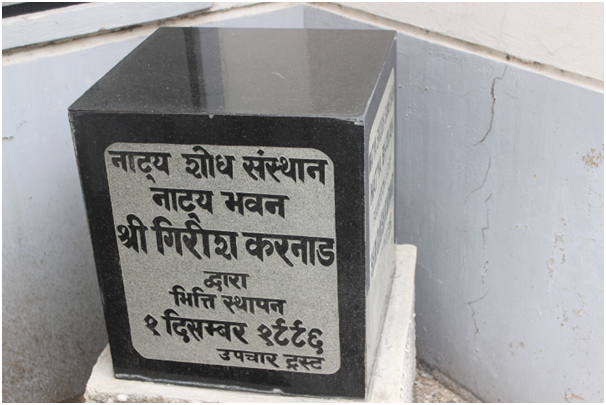 नाट्य शोध संस्थान
नाट्य भवन
श्री गिरीश करनाड
द्वारा
भित्ति स्थापन
१ दिसम्बर १९९६
उपचार ट्रस्ट